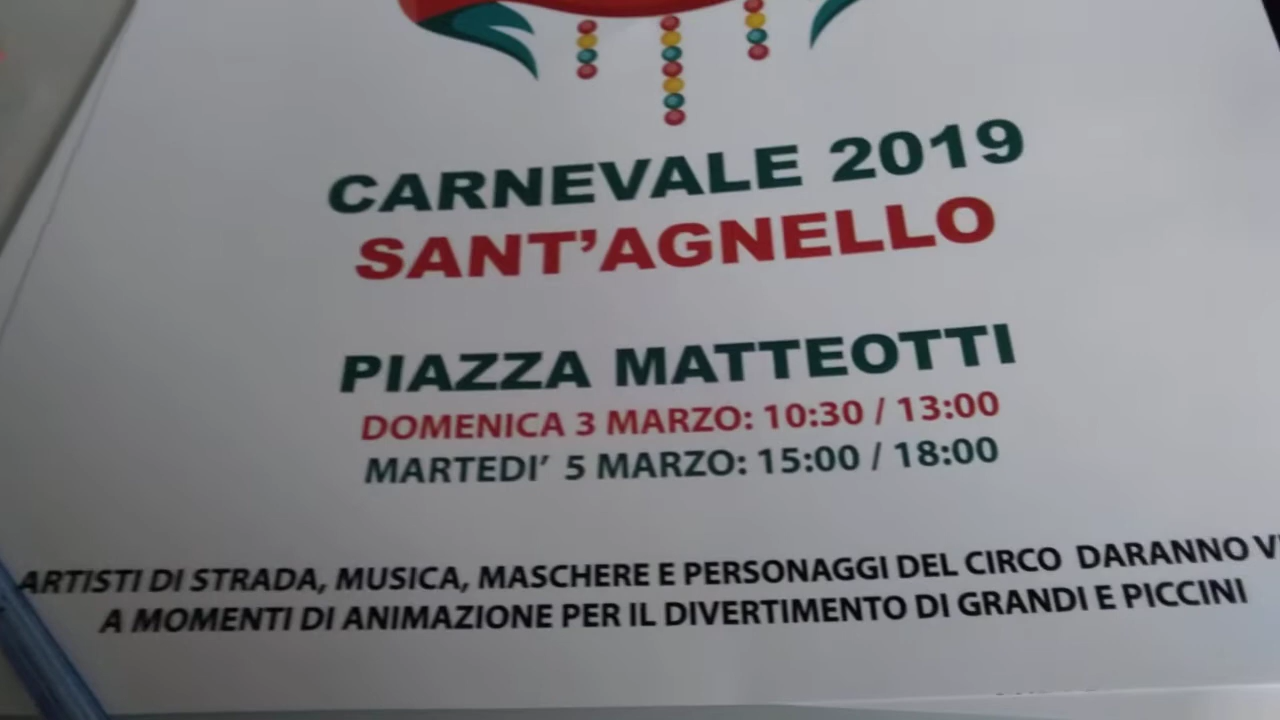 CARNEVALE 2019
SANT'AGNELLO
PIAZZA MATTEOTTI
DOMENICA 3 MARZO: 10:30 / 13:00
MARTEDI' 5 MARZO: 15:00 / 18:00
ARTISTI DI STRADA, MUSICA, MASCHERE E PERSONAGGI DEL CIRCO DARANNO
A MOMENTI DI ANIMAZIONE PER IL DIVERTIMENTO DI GRANDI E PICCINI